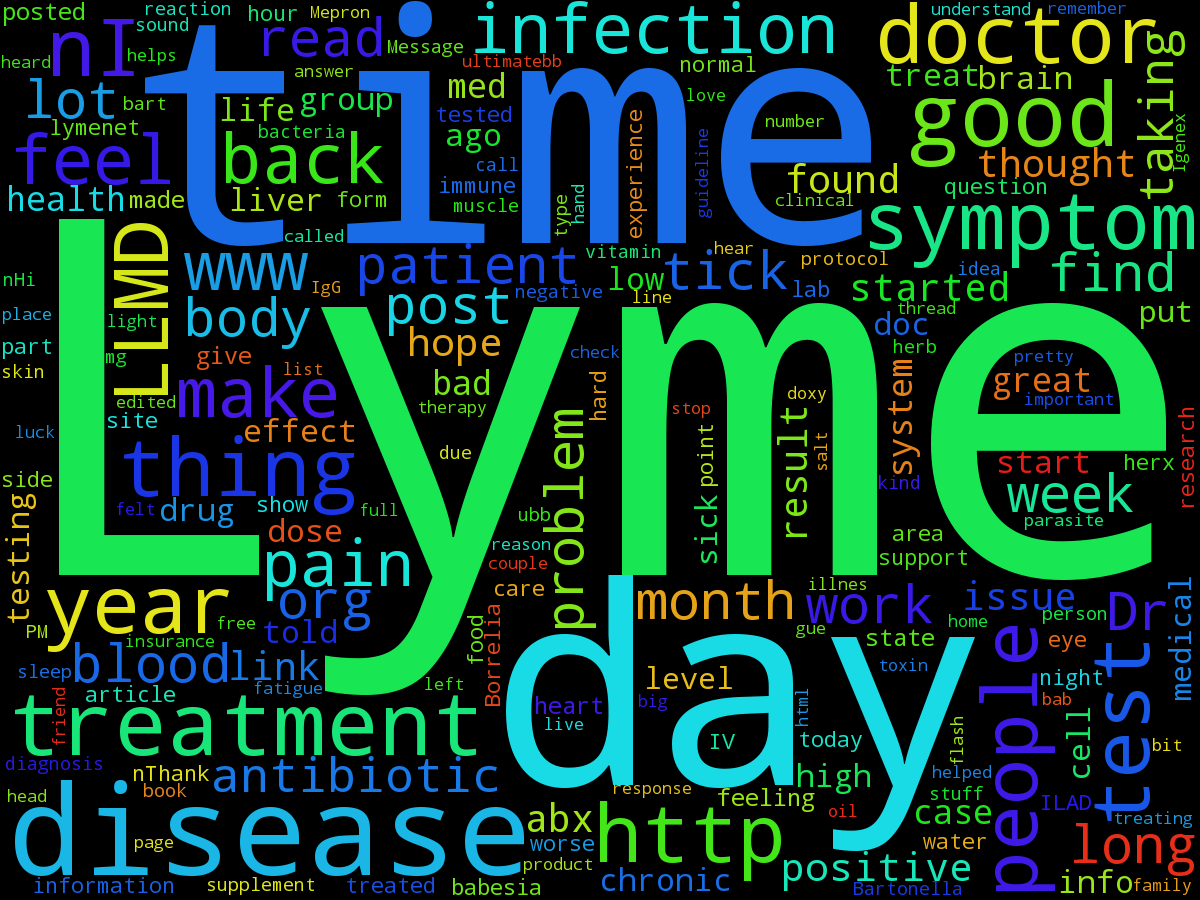 posted
reaction
hour
Mepron
infection
understand
remember
sound
nI
time
read
Message
ultimatebb
doctor
heard
helps
answer
normal
treat
brain
taking
lot
bart
life
group
med
love
good
Igenex
lymenet
bacteria
tested
ago
number
feel
back
call
experience
guideline
thought
health
made
liver
form
immune
muscle
type
hand
found
clinical
question
symptom
called
vitamin
hear
protocol
nHi
LLMD
www
IgG
patient
negative
low
tick
lab
idea
find
started
place
light
body
post
line
thread
put
part
mg
give
hope
check
doc
herb
pretty
skin
list
make
bad
hard
great
important
edited
therapy
stop
doxy
system
Lyme
site
effect
luck
thing
due
problem
point
result
salt
start
herx
research
side
felt
drug
show
full
ubb
sick
kind
week
parasite
testing
dose
reason
couple
area
support
pain
care
illnes
year
org
month
work
issue
Dr
medical
PM
free
insurance
told
food
Borrelia
day
gue
state
home
person
people
eye
sleep
blood
link
fatigue
left
level
toxin
night
test
friend
article
heart
live
big
html
bab
treatment
IV
today
flash
cell
bit
diagnosis
nThank
antibiotic
high
helped
head
book
response
feeling
stuff
ILAD
disease
abx
http
oil
case
treating
page
worse
water
long
product
positive
information
supplement
treated
babesia
chronic
Bartonella
info
family